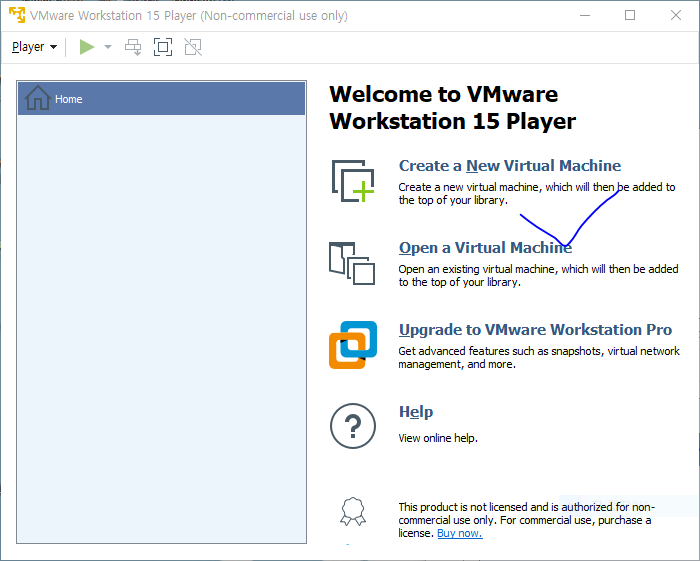 VMware Workstation 15 Player (Non-commercial use only)
Player
Home
Welcome to VMware
Workstation 15 Player
Create a New Virtual Machine
Create a new virtual machine, which will then be added to
the top of your library.
Open a Virtual Machine
Open an existing virtual machine, which will then be added
to the top of your library.
Upgrade to VMware Workstation Pro
Get advanced features such as snapshots, virtual network
management, and more.
?
Help
View online help.
This product is not licensed and is authorized for non-
commercial use only. For commercial use, purchase a
license. Buy now.